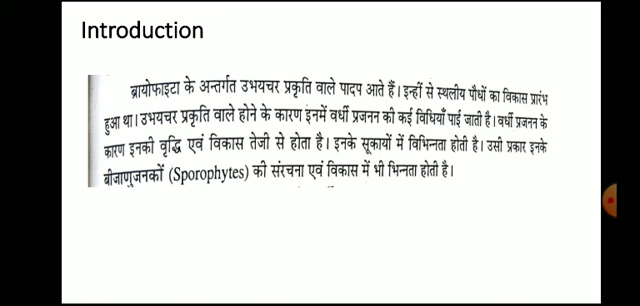 Introduction
ब्रायोफाइटा के अन्तर्गत उभयचर प्रकृति वाले पादप आते हैं। इन्हीं से स्थलीय पौधों का विकास प्रारंभ
हुआ था। उभयचर प्रकृति वाले होने के कारण इनमें वर्धी प्रजनन की कई विधियाँ पाई जाती है। वर्धी प्रजनन के
कारण इनकी वृद्धि एवं विकास तेजी से होता है। इनके सूकायों में विभिन्नता होती है। उसी प्रकार इनके
बीजाणुजनकों (Sporophytes) की संरचना एवं विकास में भी भिन्नता होती है।